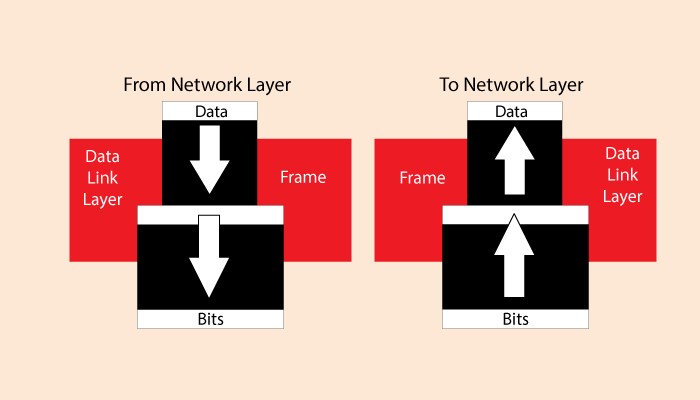 From Network Layer
Data
Data
Link
Layer
Frame
Bits
To Network Layer
Data
Frame
Data
Link
Layer
Bits